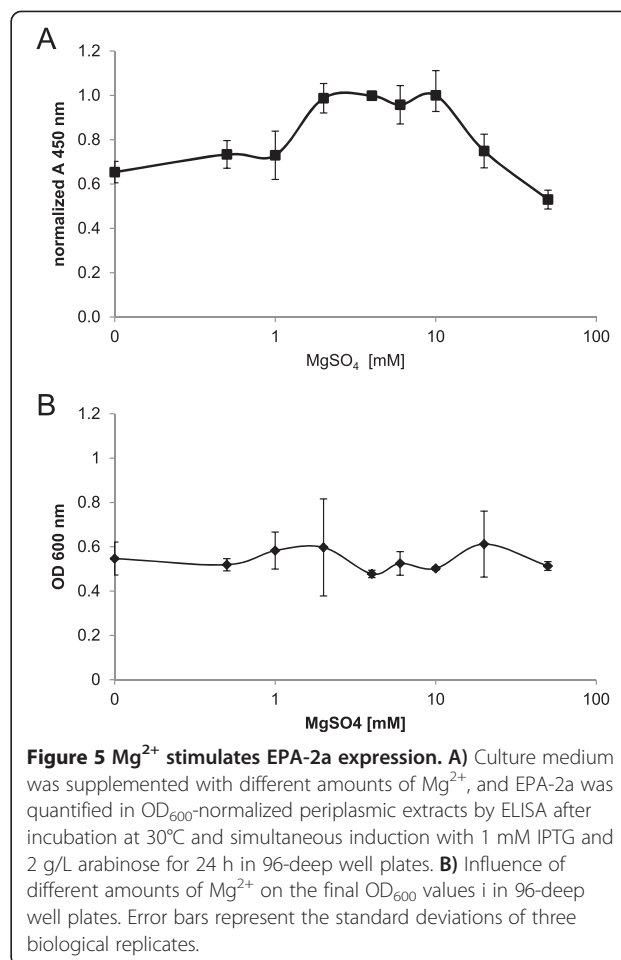 A
1.2
1.0
0.8
0.6
0.4
0.2
0.0
normalized A 450 nm
0 1 10 100
MgSO₄ [mM]
B
1.2
1
0.8
0.6
0.4
0.2
0
OD 600 nm
0 1 10 100
MgSO4 [mM]
Figure 5 Mg²⁺ stimulates EPA-2a expression. A) Culture medium
was supplemented with different amounts of Mg²⁺, and EPA-2a was
quantified in OD₆₀₀-normalized periplasmic extracts by ELISA after
incubation at 30°C and simultaneous induction with 1 mM IPTG and
2 g/L arabinose for 24 h in 96-deep well plates. B) Influence of
different amounts of Mg²⁺ on the final OD₆₀₀ values i in 96-deep
well plates. Error bars represent the standard deviations of three
biological replicates.